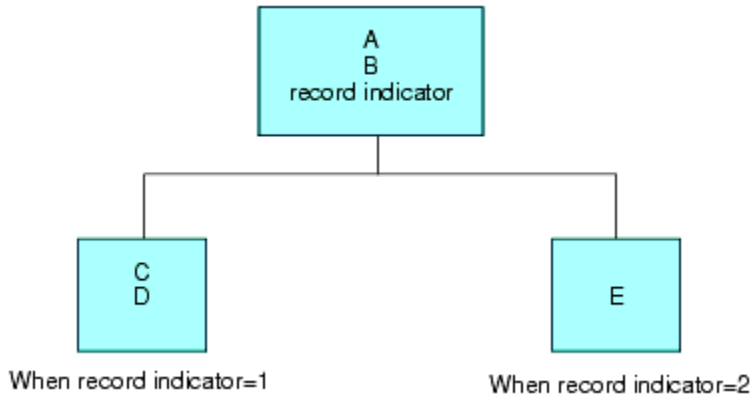 A
B
record indicator
C
D
E
When record indicator=1
When record indicator=2